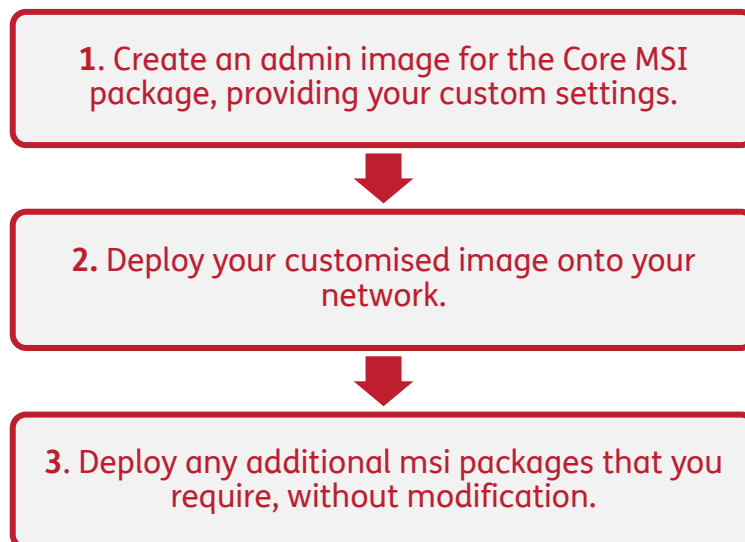 1. Create an admin image for the Core MSI
package, providing your custom settings.
2. Deploy your customised image onto your
network.
3. Deploy any additional msi packages that you
require, without modification.